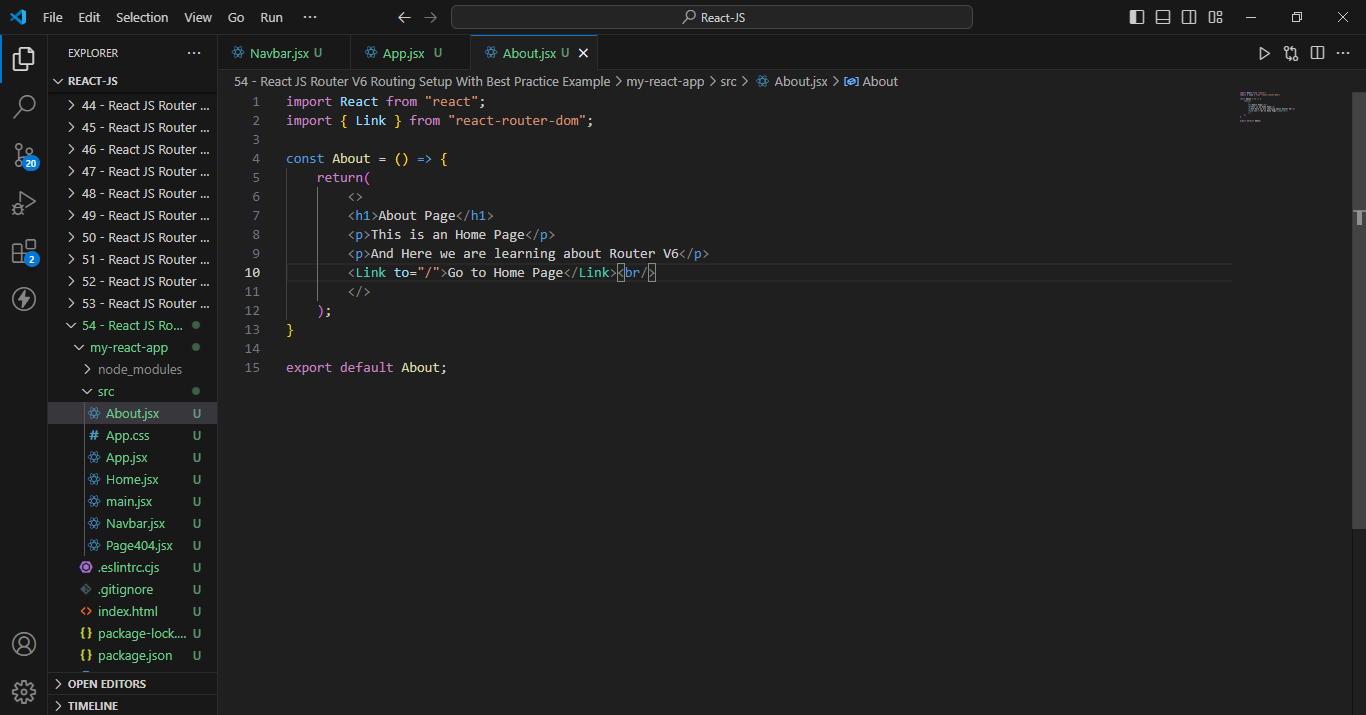 File Edit Selection View Go Run ···
React-JS
EXPLORER ···
REACT-JS
44 - React JS Router ...
45 - React JS Router ...
46 - React JS Router ...
47 - React JS Router ...
48 - React JS Router ...
49 - React JS Router ...
50 - React JS Router ...
51 - React JS Router ...
52 - React JS Router ...
53 - React JS Router ...
54 - React JS Ro...
my-react-app
node_modules
src
About.jsx U
# App.css U
App.jsx U
Home.jsx U
main.jsx U
Navbar.jsx U
Page404.jsx U
.eslintrc.cjs U
.gitignore U
<> index.html U
{} package-lock.... U
{} package.json U
OPEN EDITORS
TIMELINE
20
2
Navbar.jsx U
App.jsx U
About.jsx U
54 - React JS Router V6 Routing Setup With Best Practice Example > my-react-app > src > About.jsx > About
1 import React from "react";
2 import { Link } from "react-router-dom";
3
4 const About = () => {
5 return(
6 <>
7 <h1>About Page</h1>
8 <p>This is an Home Page</p>
9 <p>And Here we are learning about Router V6</p>
10 <Link to="/">Go to Home Page</Link><br/>
11 </>
12 );
13 }
14
15 export default About;